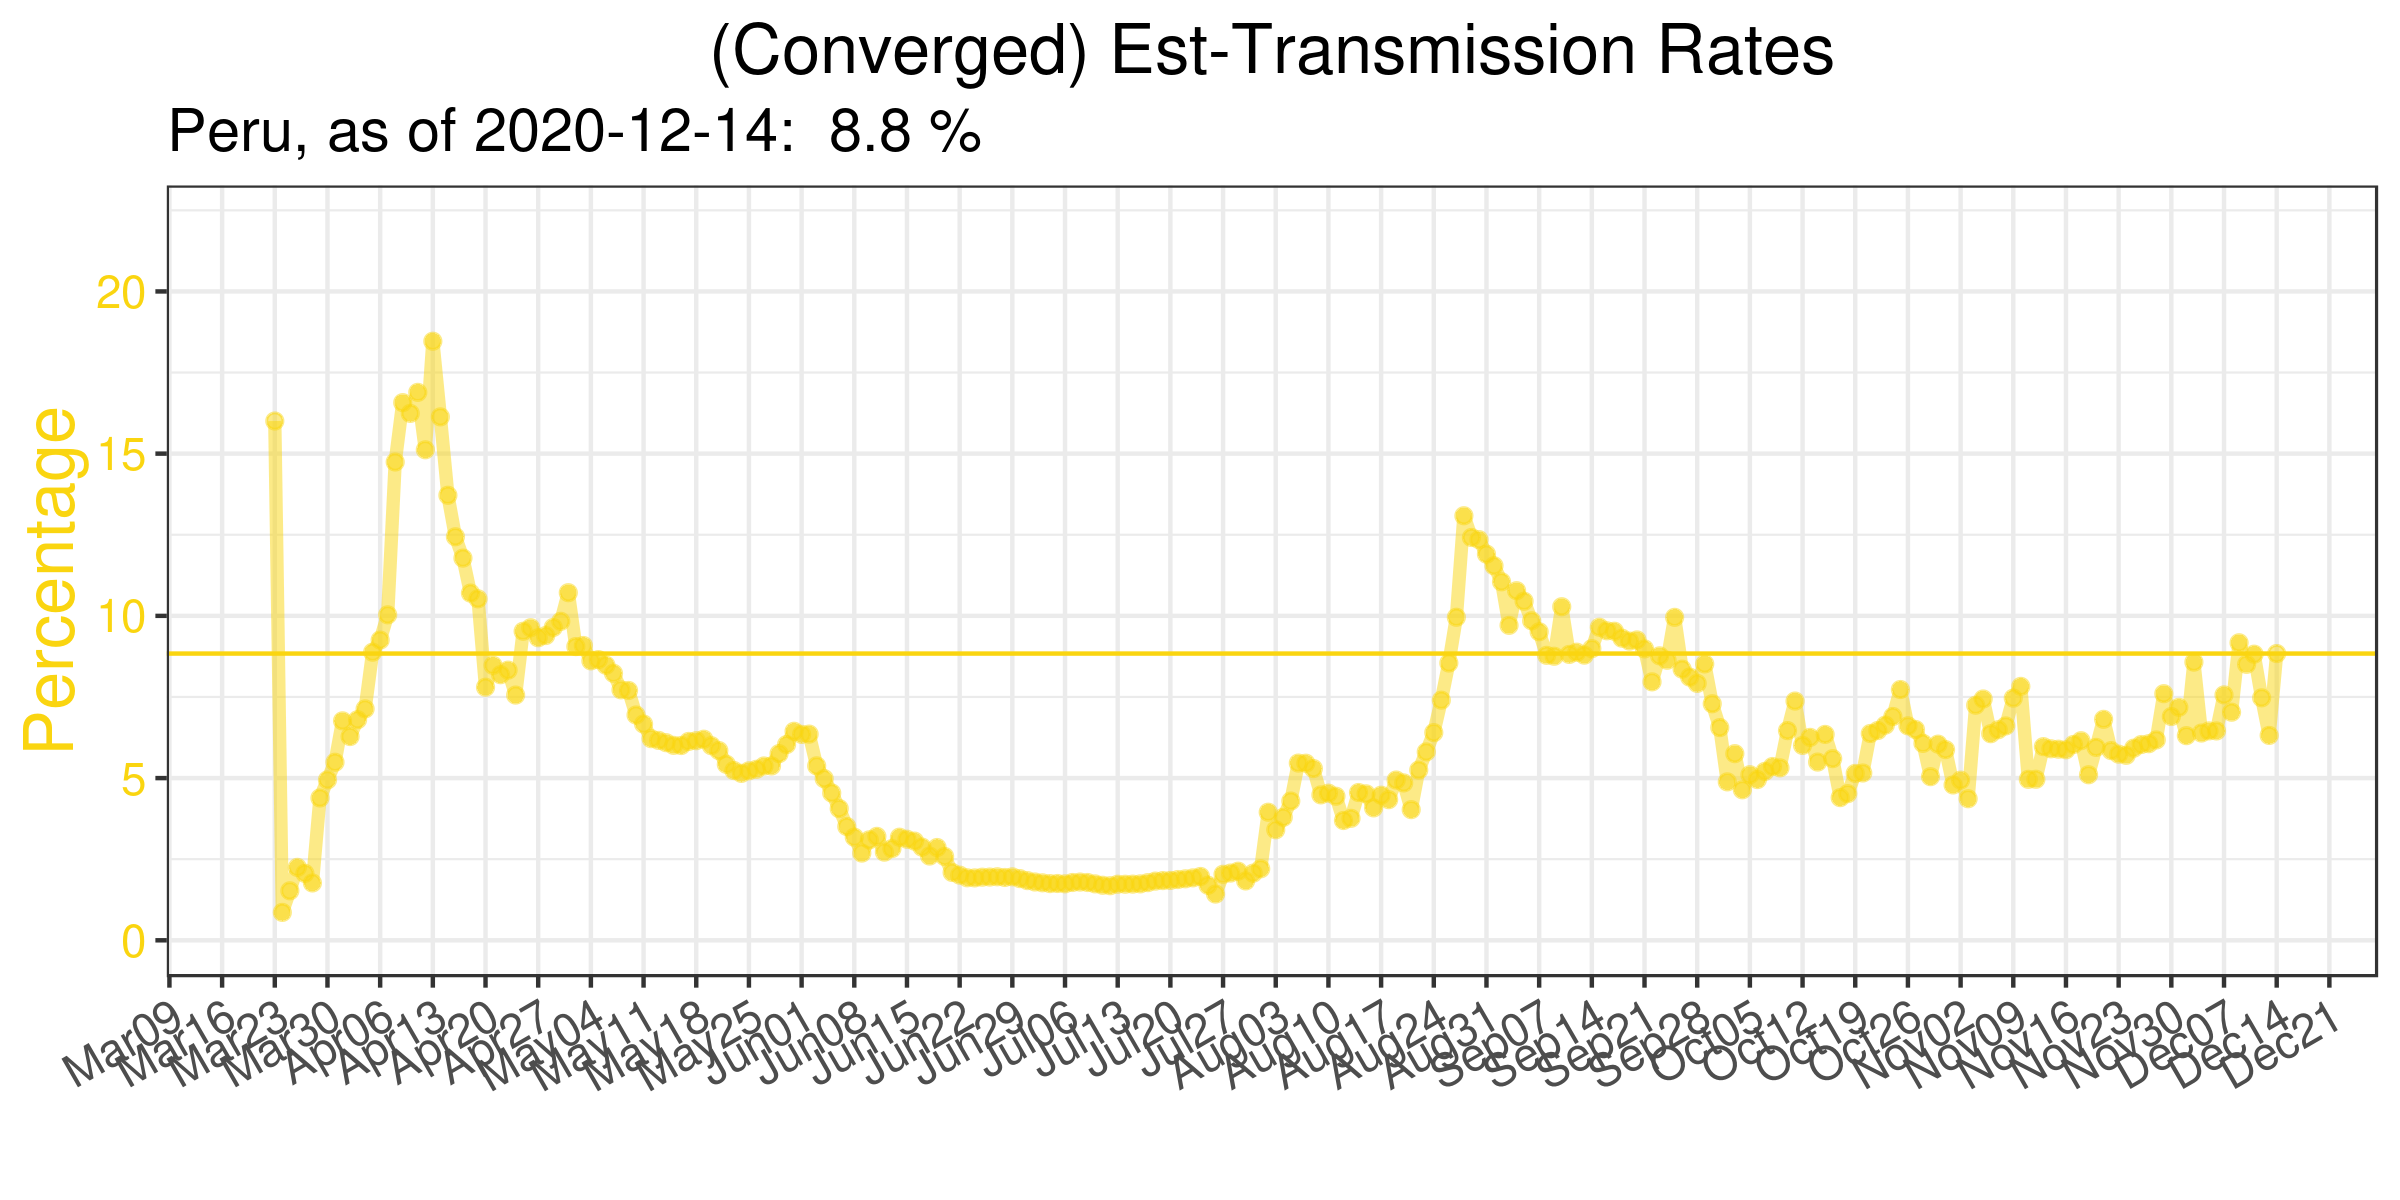 (Converged) Est-Transmission Rates
Peru, as of 2020-12-14:  8.8 %
Percentage
20
15
10
5
0
Mar09
Mar16
Mar23
Mar30
Apr06
Apr13
Apr20
Apr27
May04
May11
May18
May25
Jun01
Jun08
Jun15
Jun22
Jun29
Jul06
Jul13
Jul20
Jul27
Aug03
Aug10
Aug17
Aug24
Aug31
Sep07
Sep14
Sep21
Sep28
Oct05
Oct12
Oct19
Oct26
Nov02
Nov09
Nov16
Nov23
Nov30
Dec07
Dec14
Dec21